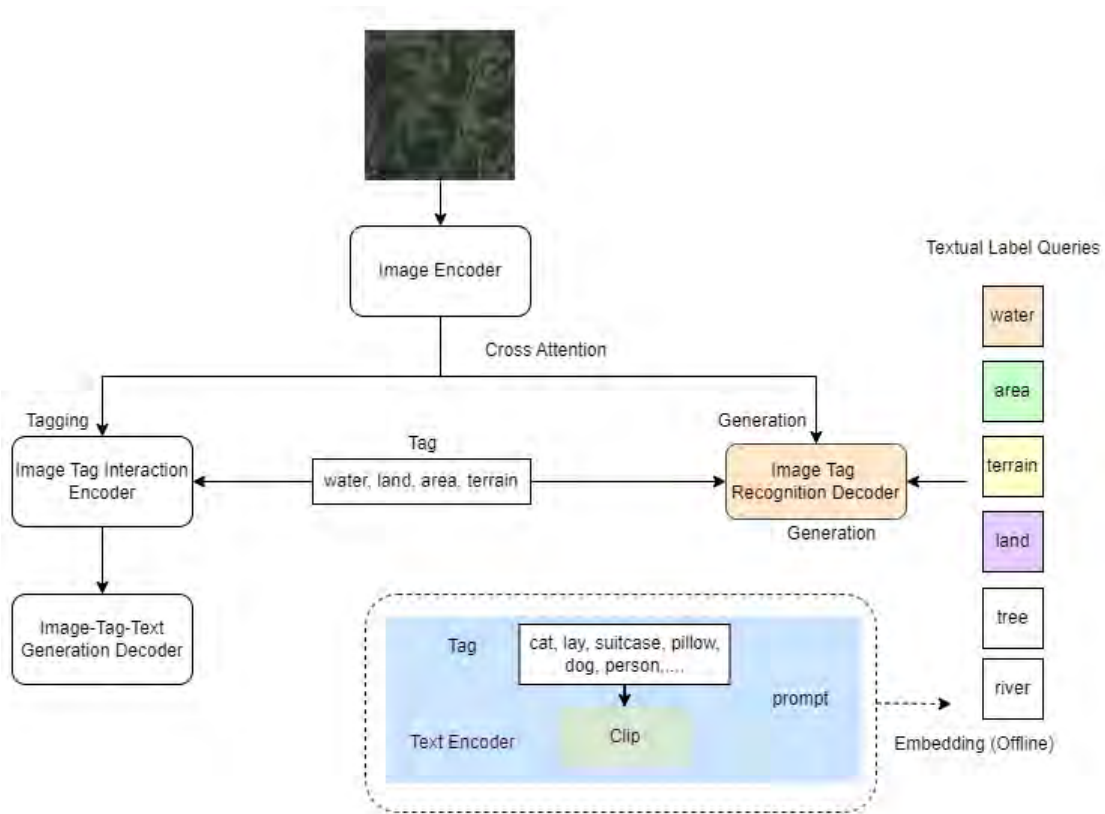 Image Encoder
Textual Label Queries
Cross Attention
water
area
terrain
land
tree
river
Embedding (Offline)
Tagging
Image Tag Interaction
Encoder
Tag
water, land, area, terrain
Generation
Image Tag
Recognition Decoder
Generation
Image-Tag-Text
Generation Decoder
Tag
cat, lay, suitcase, pillow,
dog, person,....
prompt
Text Encoder
Clip